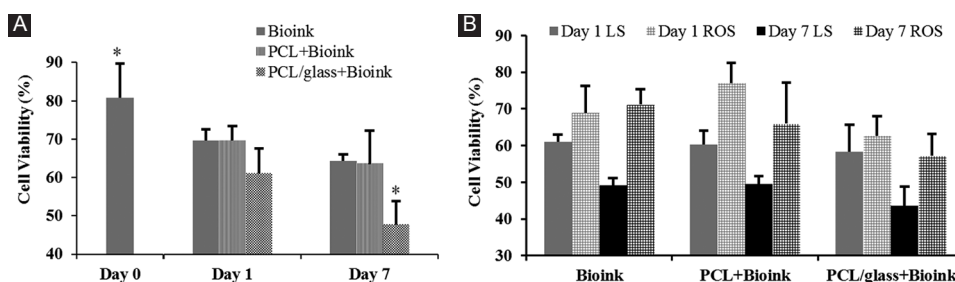 A
Bioink
PCL+Bioink
PCL/glass+Bioink
Cell Viability (%)
90
80
70
60
50
40
*
*
Day 0 Day 1 Day 7
B
Day 1 LS Day 1 ROS Day 7 LS Day 7 ROS
Cell Viability (%)
90
80
70
60
50
40
30
Bioink PCL+Bioink PCL/glass+Bioink